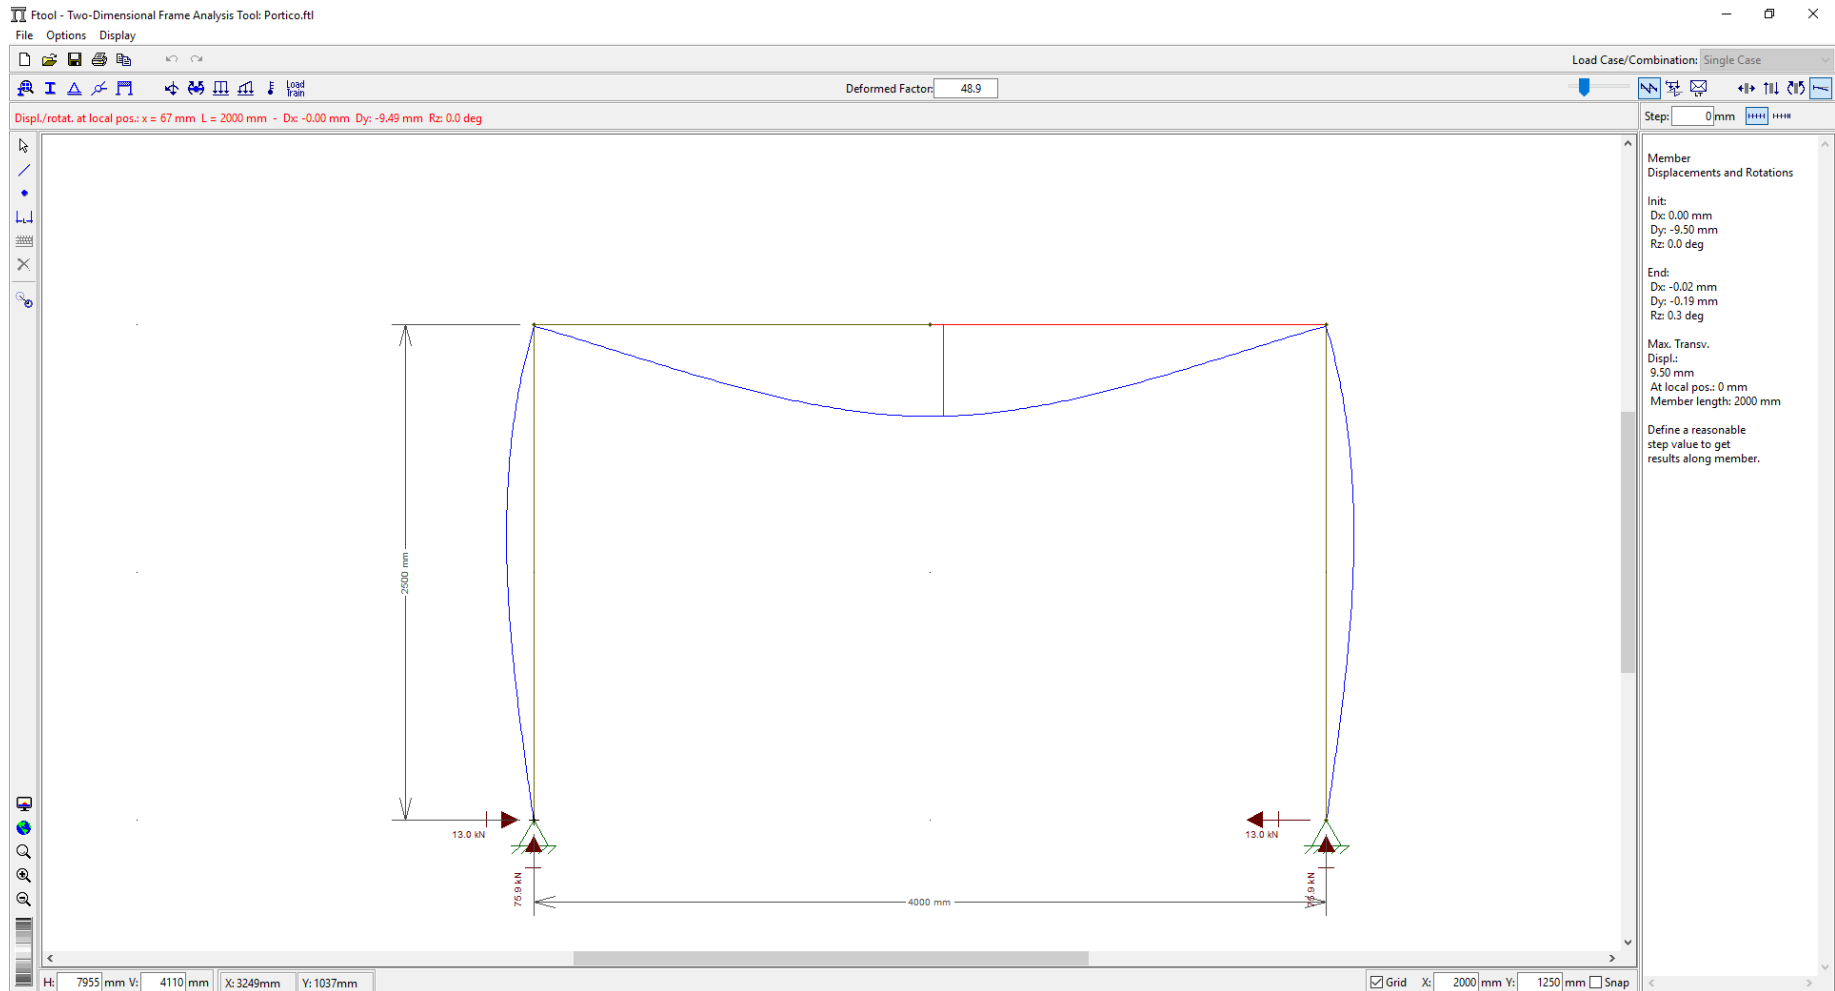 Ftool - Two-Dimensional Frame Analysis Tool: Portico.ftl
File Options Display
Load Case/Combination: Single Case
Load Train
Deformed Factor: 48.9
Displ./rotat. at local pos.: x = 67 mm L = 2000 mm - Dx: -0.00 mm Dy: -9.49 mm Rz: 0.0 deg
Step: 0 mm
Member
Displacements and Rotations
Init:
Dx: 0.00 mm
Dy: -9.50 mm
Rz: 0.0 deg
End:
Dx: -0.02 mm
Dy: -0.19 mm
Rz: 0.3 deg
Max. Transv.
Displ.:
9.50 mm
At local pos.: 0 mm
Member length: 2000 mm
Define a reasonable
step value to get
results along member.
2500 mm
13.0 kN
13.0 kN
75.9 kN
75.9 kN
4000 mm
H: 7955 mm V: 4110 mm X: 3249mm Y: 1037mm
Grid X: 2000 mm Y: 1250 mm Snap